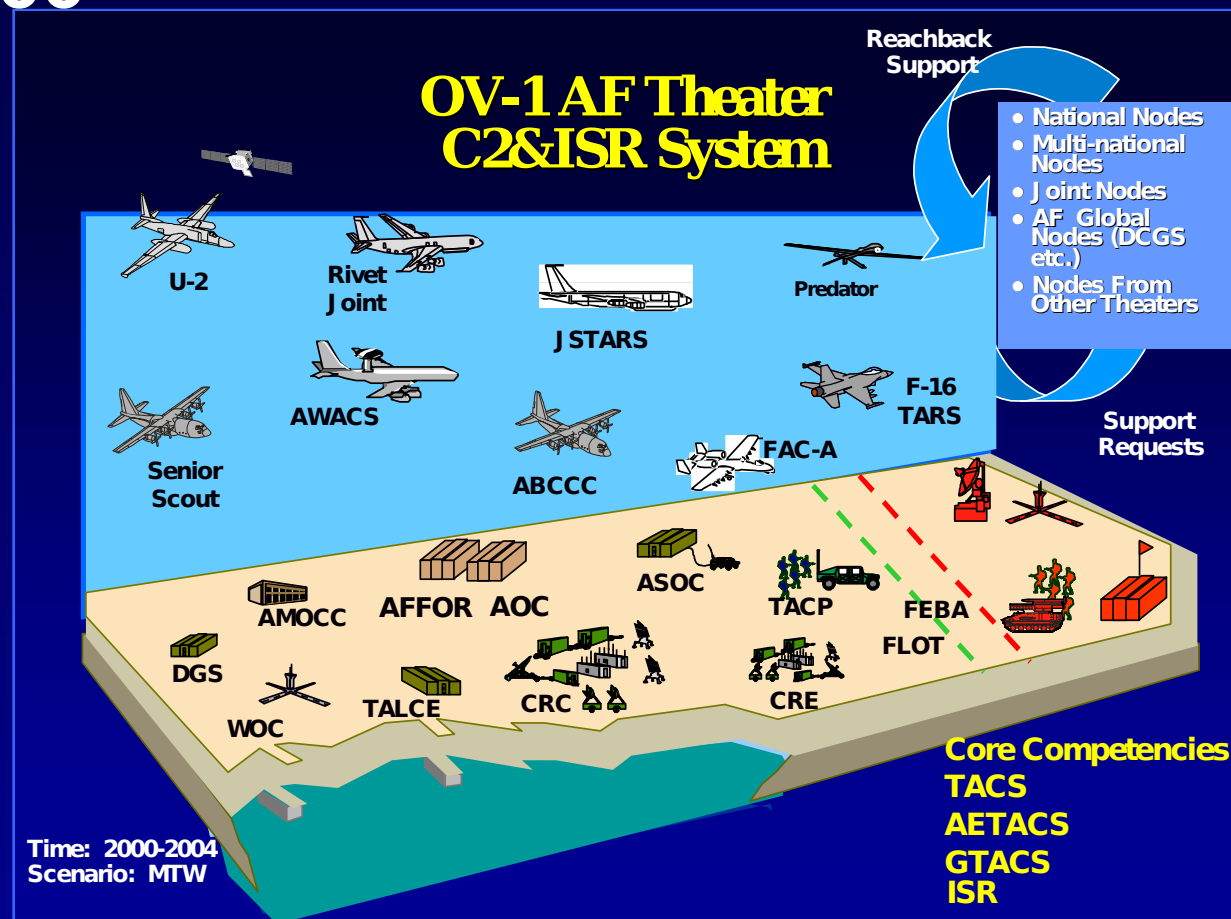 Reachback
Support
OV-1 AF Theater
C2&ISR System
● National Nodes
● Multi-national
Nodes
● Joint Nodes
● AF Global
Nodes (DCGS
etc.)
● Nodes From
Other Theaters
U-2
Rivet
Joint
JSTARS
Predator
AWACS
F-16
TARS
Support
Requests
Senior
Scout
ABCCC
FAC-A
AMOCC
AFFOR
AOC
ASOC
TACP
FEBA
FLOT
DGS
WOC
TALCE
CRC
CRE
Core Competencies
TACS
AETACS
GTACS
ISR
Time: 2000-2004
Scenario: MTW